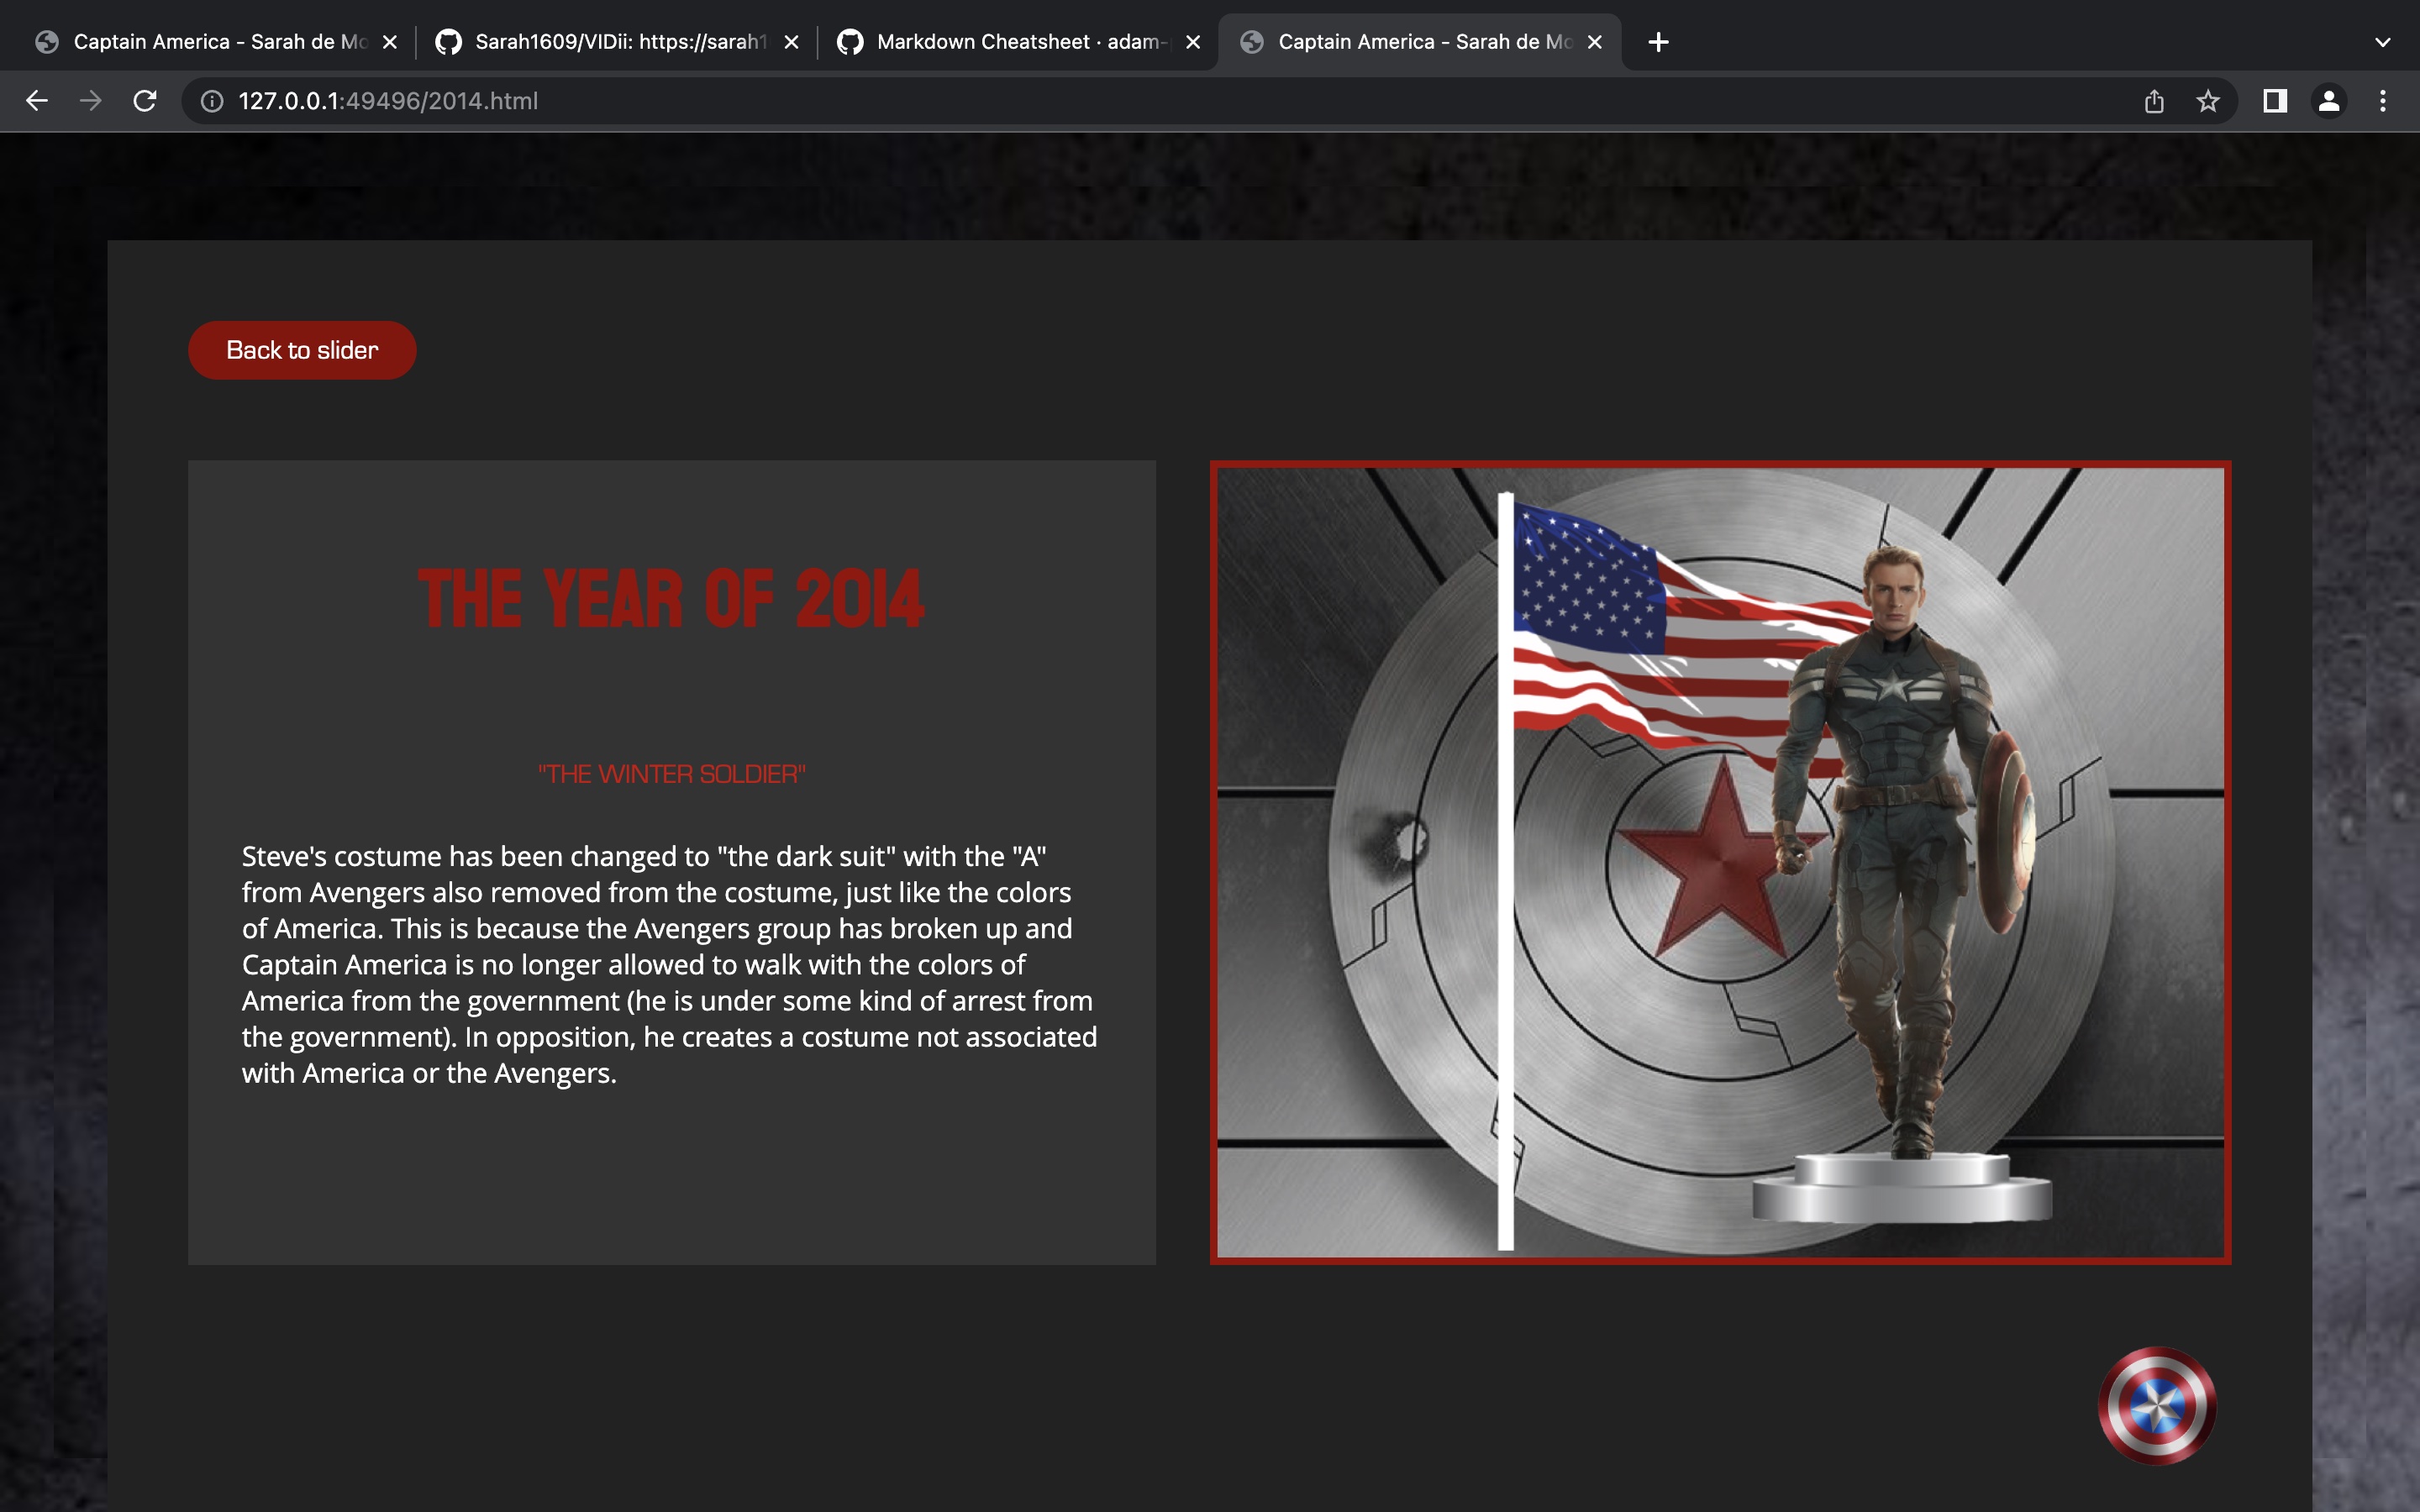 Captain America - Sarah de Mo
Sarah1609/VIDii: https://sarah1
Markdown Cheatsheet · adam-
Captain America - Sarah de Mo
127.0.0.1:49496/2014.html
Back to slider
THE YEAR OF 2014
"THE WINTER SOLDIER"
Steve's costume has been changed to "the dark suit" with the "A"
from Avengers also removed from the costume, just like the colors
of America. This is because the Avengers group has broken up and
Captain America is no longer allowed to walk with the colors of
America from the government (he is under some kind of arrest from
the government). In opposition, he creates a costume not associated
with America or the Avengers.